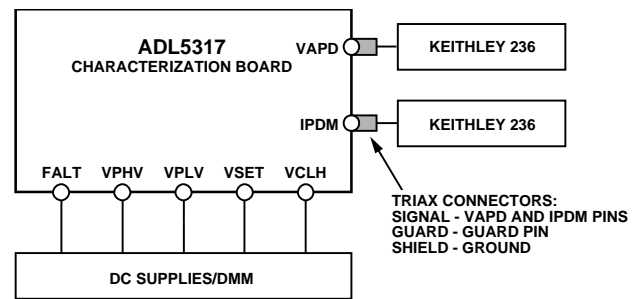 ADL5317
CHARACTERIZATION BOARD
VAPD
KEITHLEY 236
IPDM
KEITHLEY 236
FALT VPHV VPLV VSET VCLH
TRIAX CONNECTORS:
SIGNAL - VAPD AND IPDM PINS
GUARD - GUARD PIN
SHIELD - GROUND
DC SUPPLIES/DMM